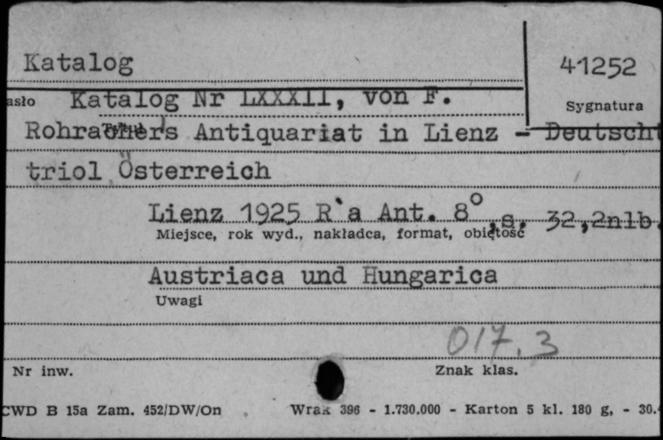 Katalog
41252
asło Katalog Nr LXXXII, von F.
Sygnatura
Rohracher's Antiquariat in Lienz - Deutscht
triol Österreich
Lienz 1925 R`a Ant. 8°, s. 32, 2nlb.
Miejsce, rok wyd., nakładca, format, objętość
Austriaca und Hungarica
Uwagi
017.3
Nr inw.
Znak klas.
CWD B 15a Zam. 452/DW/On Wrak 396 - 1.730.000 - Karton 5 kl. 180 g, - 30.